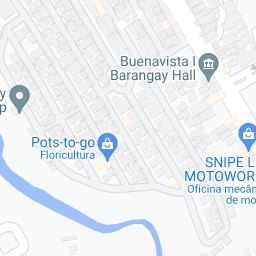 Buenavista I
Barangay Hall
y
p
Pots-to-go
Floricultura
SNIPE L
MOTOWOR
Oficina mecân
de mo